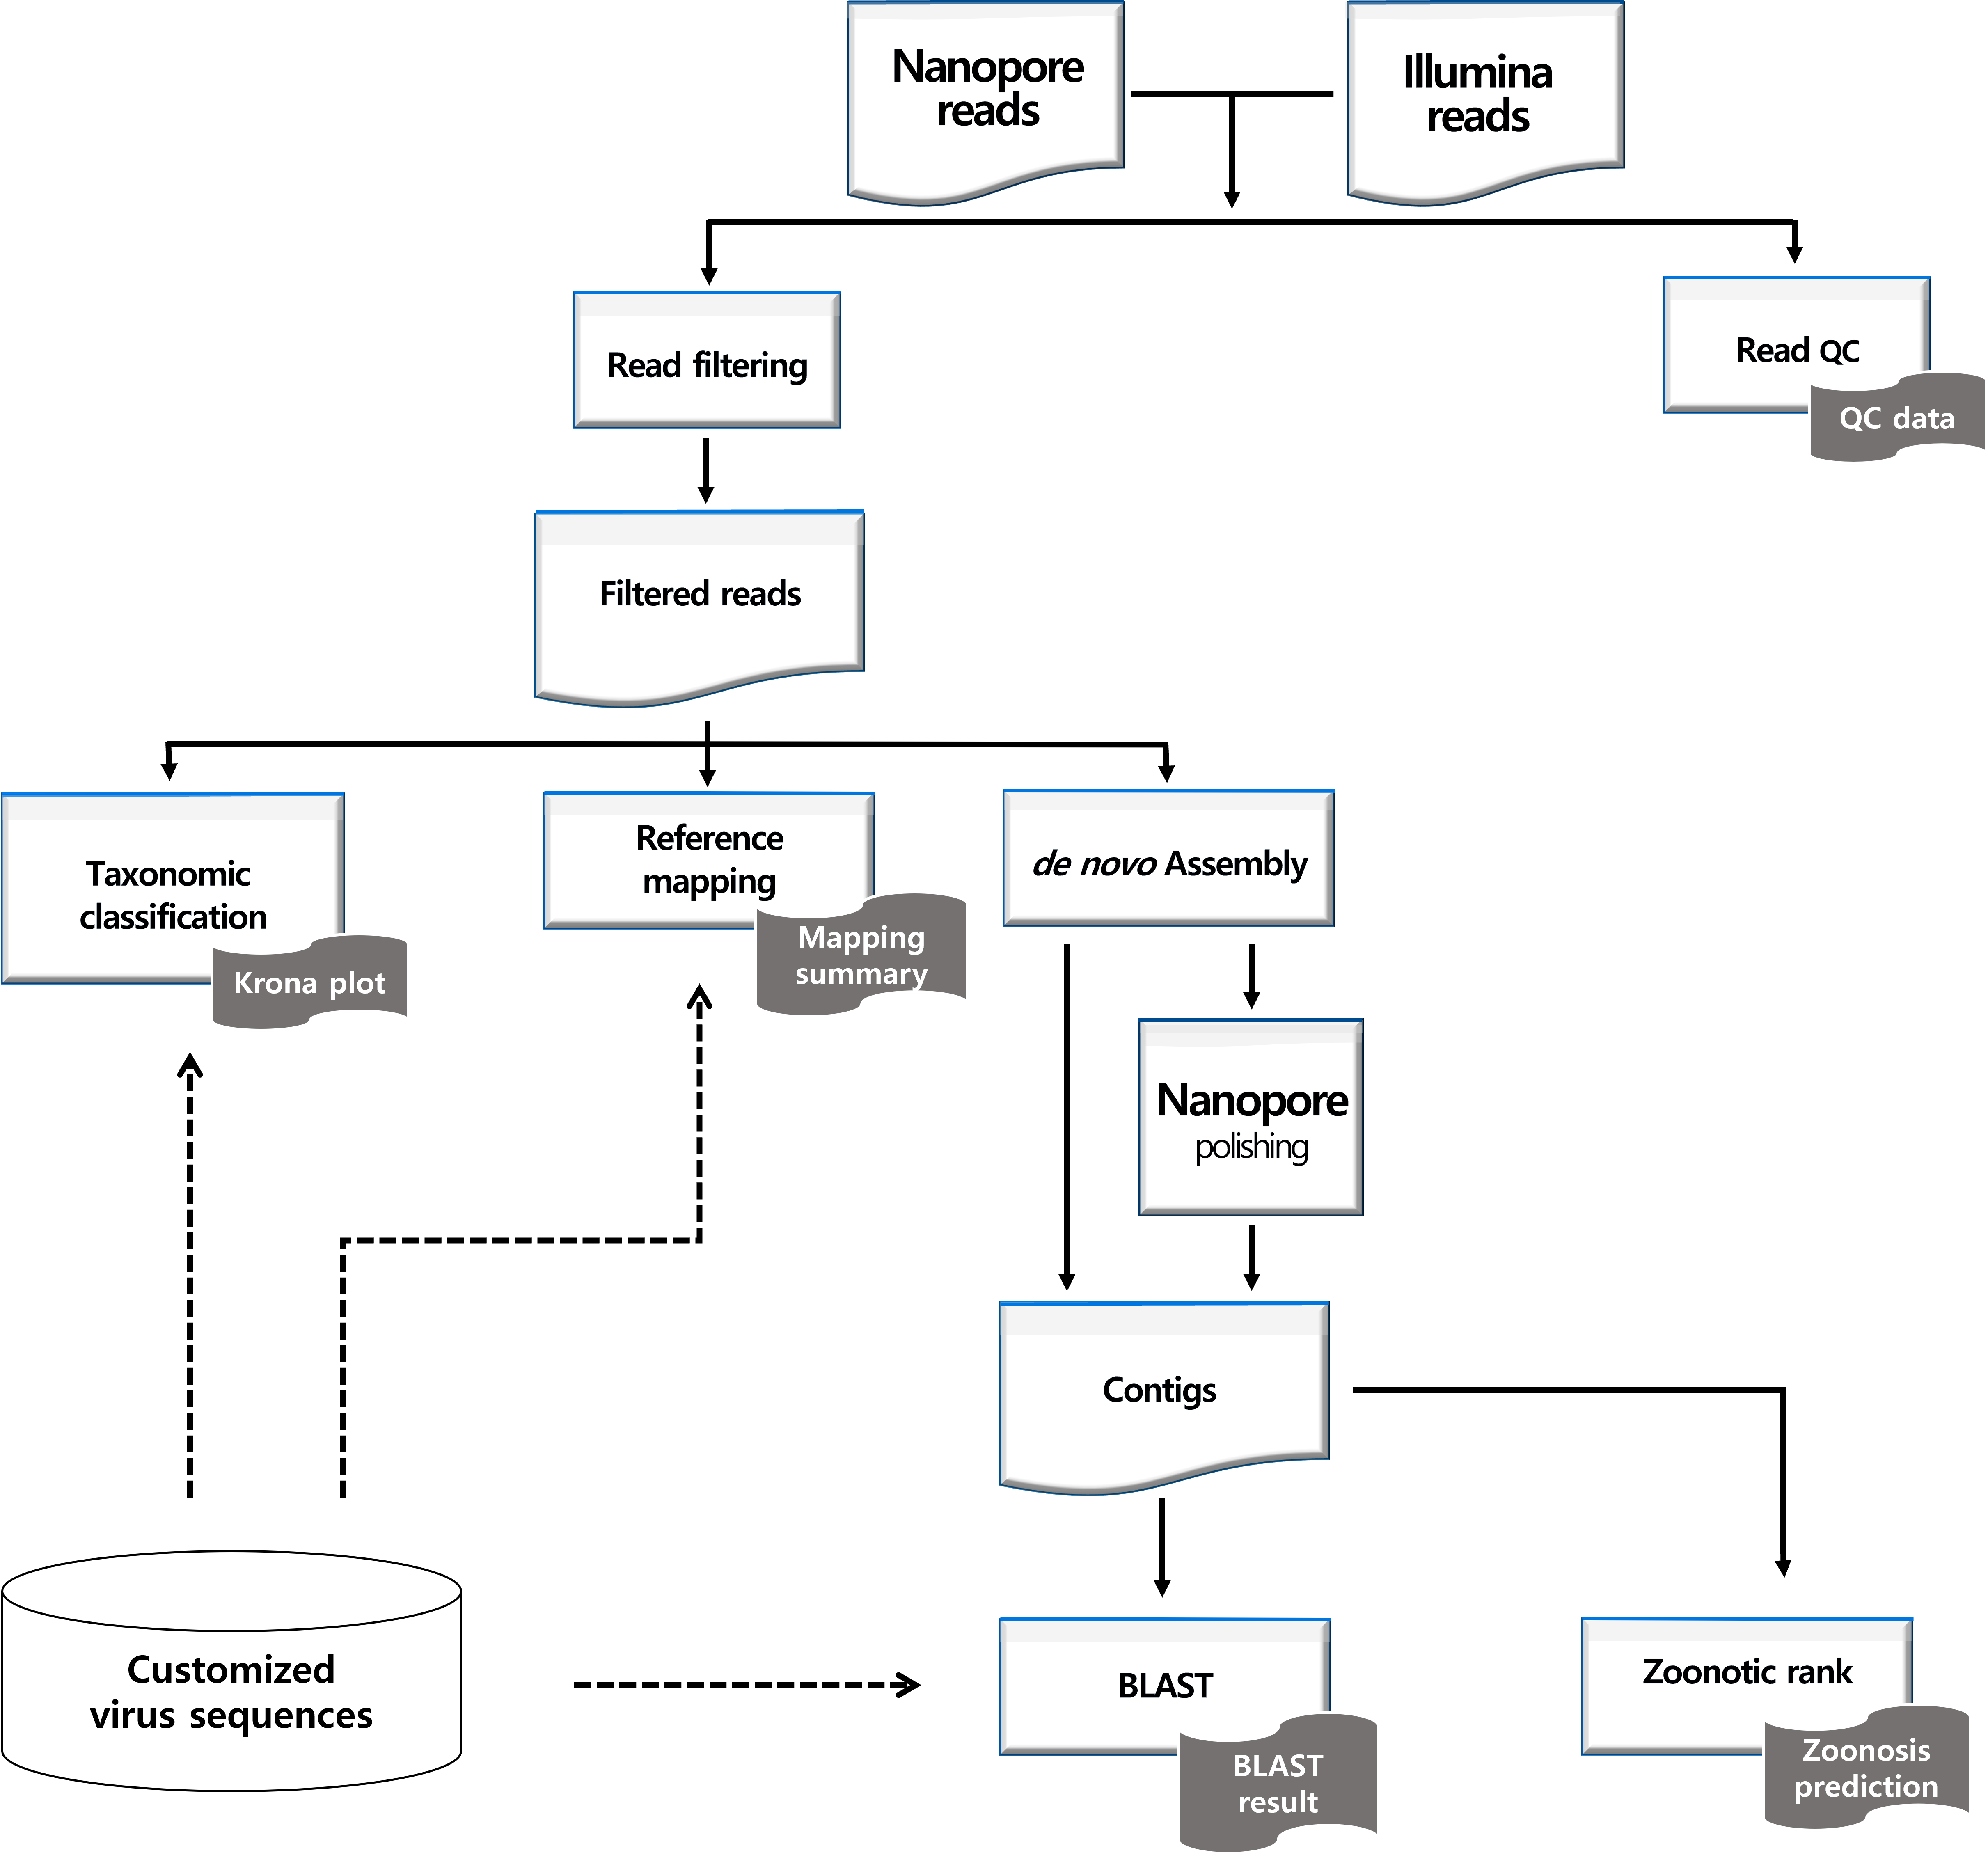 Nanopore
reads
Illumina
reads
Read filtering
Read QC
QC data
Filtered reads
Taxonomic
classification
Krona plot
Reference
mapping
Mapping
summary
de novo Assembly
Nanopore
polishing
Contigs
Customized
virus sequences
BLAST
BLAST
result
Zoonotic rank
Zoonosis
prediction